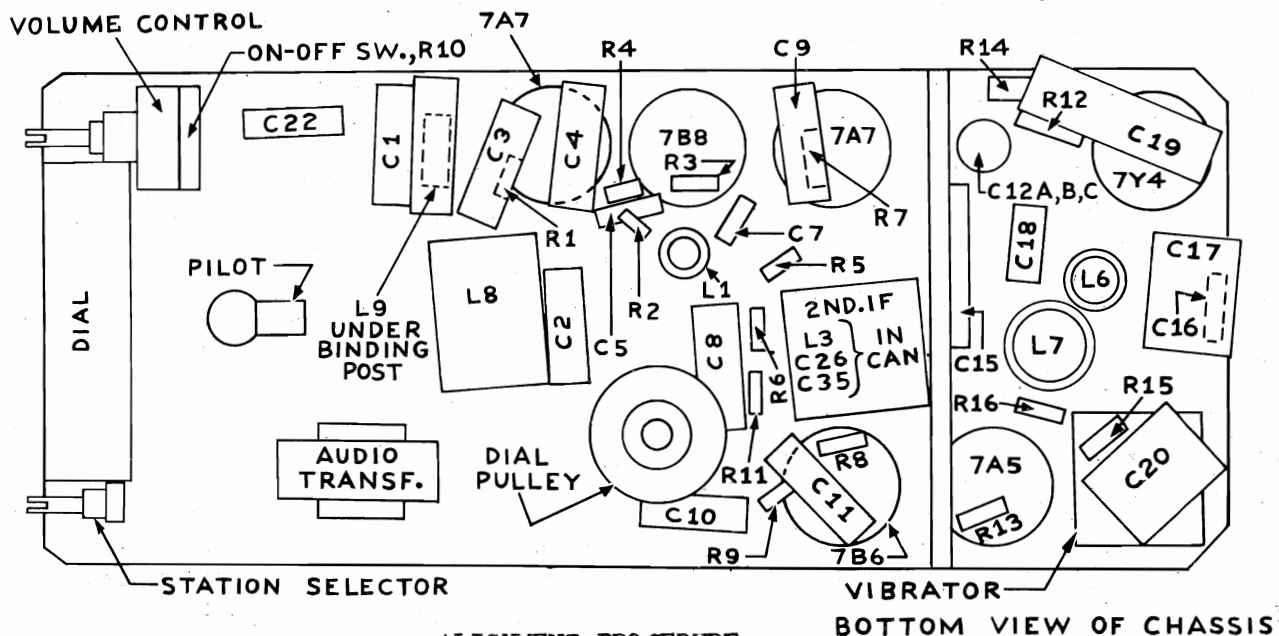 VOLUME CONTROL
ON-OFF SW.,R10
7A7
R4
C9
R14
R12
C22
C1
C3
C4
7B8
R3
7A7
C19
7Y4
C12A,B,C
R7
R1
C7
C18
C17
PILOT
L9
UNDER
BINDING
POST
L8
C2
R2
C5
L1
R5
L6
C16
DIAL
C8
R6
2ND.IF
L3
C26
C35
IN
CAN
C15
L7
R16
R15
AUDIO
TRANSF.
DIAL
PULLEY
R11
R8
C11
7A5
C20
R13
C10
R9
7B6
STATION SELECTOR
VIBRATOR
BOTTOM VIEW OF CHASSIS
ALIGNMENT PROCEDURE